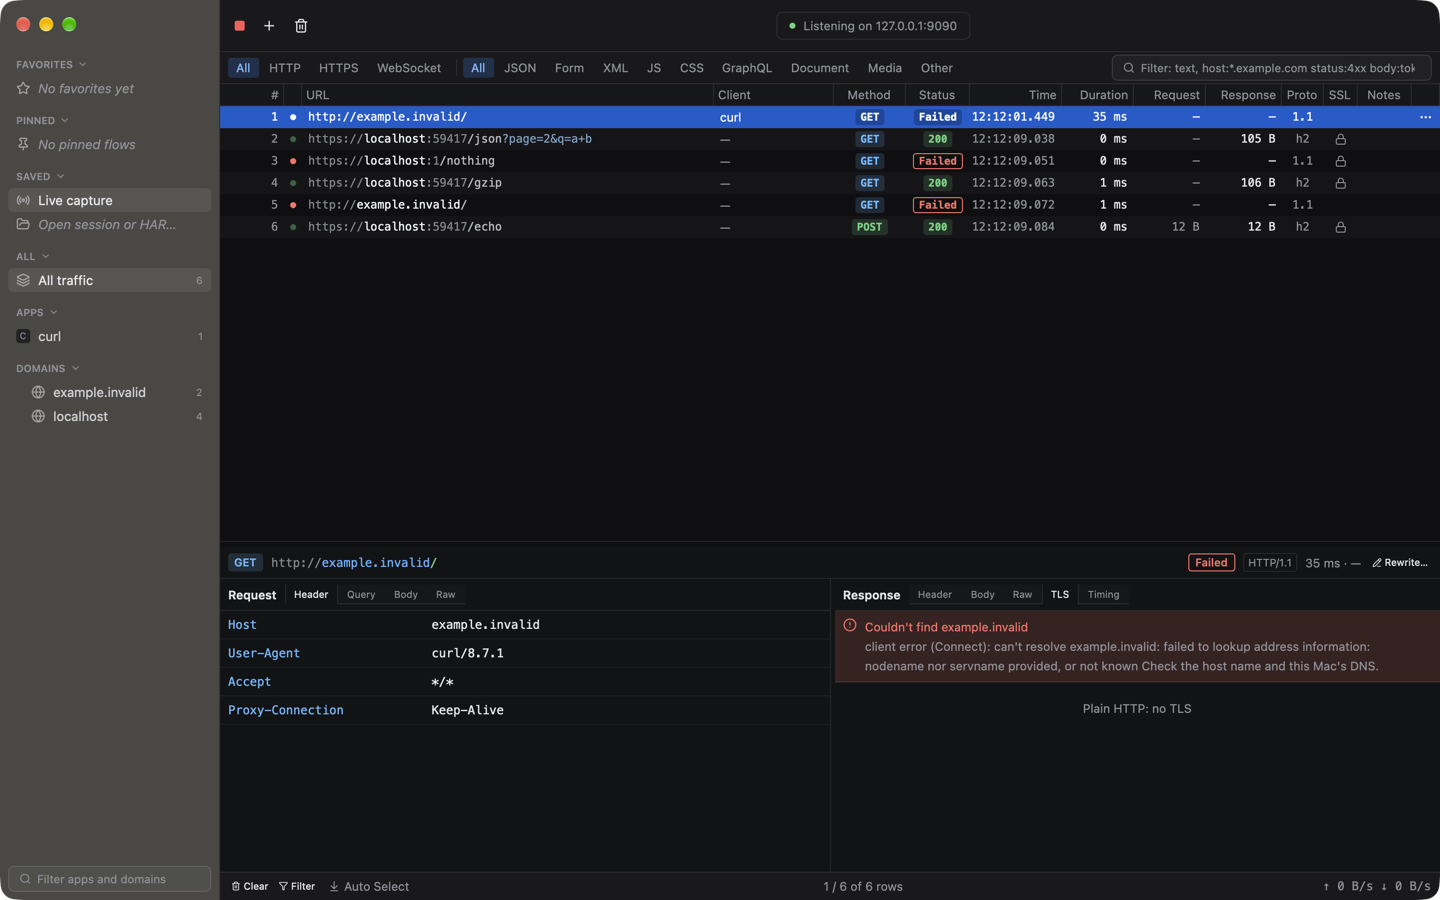 Listening on 127.0.0.1:9090
FAVORITES
No favorites yet
PINNED
No pinned flows
SAVED
Live capture
Open session or HAR...
ALL
All traffic 6
APPS
C curl 1
DOMAINS
example.invalid 2
localhost 4
Filter apps and domains
All HTTP HTTPS WebSocket All JSON Form XML JS CSS GraphQL Document Media Other Filter: text, host:*.example.com status:4xx body:tok
# URL Client Method Status Time Duration Request Response Proto SSL Notes
1 http://example.invalid/ curl GET Failed 12:12:01.449 35 ms — — 1.1 ...
2 https://localhost:59417/json?page=2&q=a+b — GET 200 12:12:09.038 0 ms — 105 B h2
3 https://localhost:1/nothing — GET Failed 12:12:09.051 0 ms — — 1.1
4 https://localhost:59417/gzip — GET 200 12:12:09.063 1 ms — 106 B h2
5 http://example.invalid/ — GET Failed 12:12:09.072 1 ms — — 1.1
6 https://localhost:59417/echo — POST 200 12:12:09.084 0 ms 12 B 12 B h2
GET http://example.invalid/ Failed HTTP/1.1 35 ms · — Rewrite...
Request Header Query Body Raw
Host example.invalid
User-Agent curl/8.7.1
Accept */*
Proxy-Connection Keep-Alive
Response Header Body Raw TLS Timing
Couldn't find example.invalid
client error (Connect): can't resolve example.invalid: failed to lookup address information:
nodename nor servname provided, or not known Check the host name and this Mac's DNS.
Plain HTTP: no TLS
Clear Filter Auto Select 1 / 6 of 6 rows ↑ 0 B/s ↓ 0 B/s